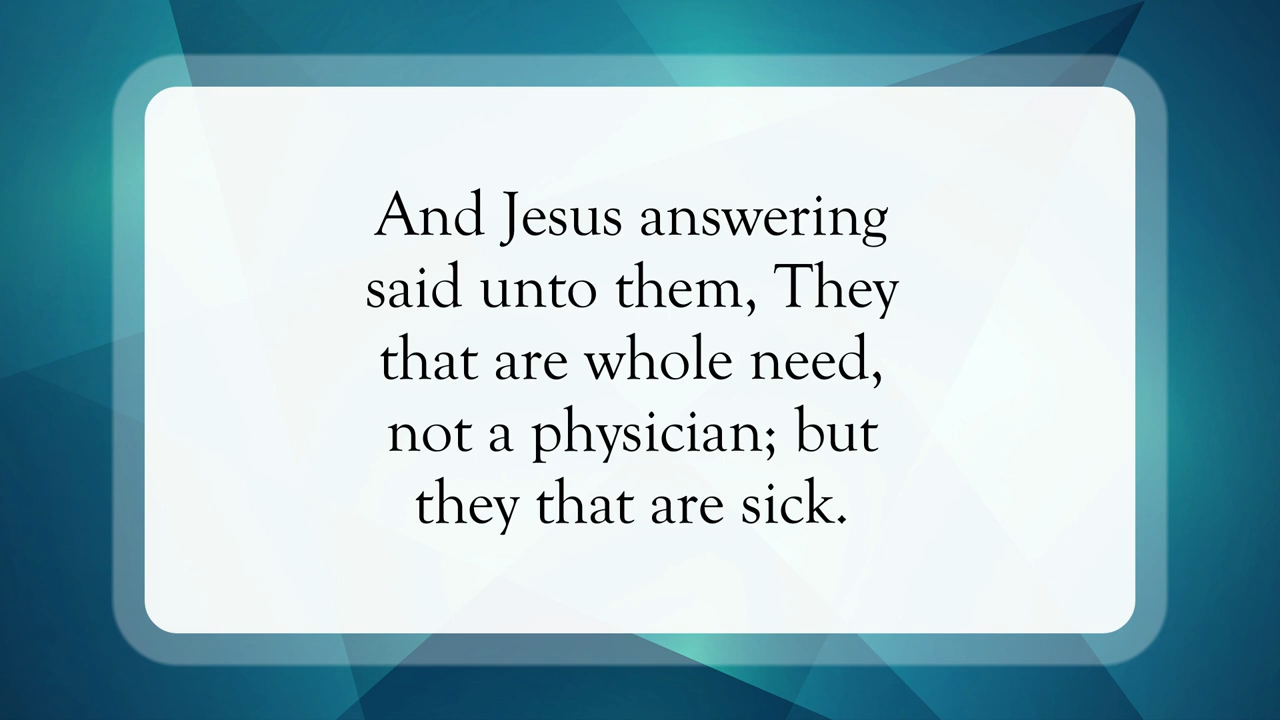 And Jesus answering
said unto them, They
that are whole need,
not a physician; but
they that are sick.